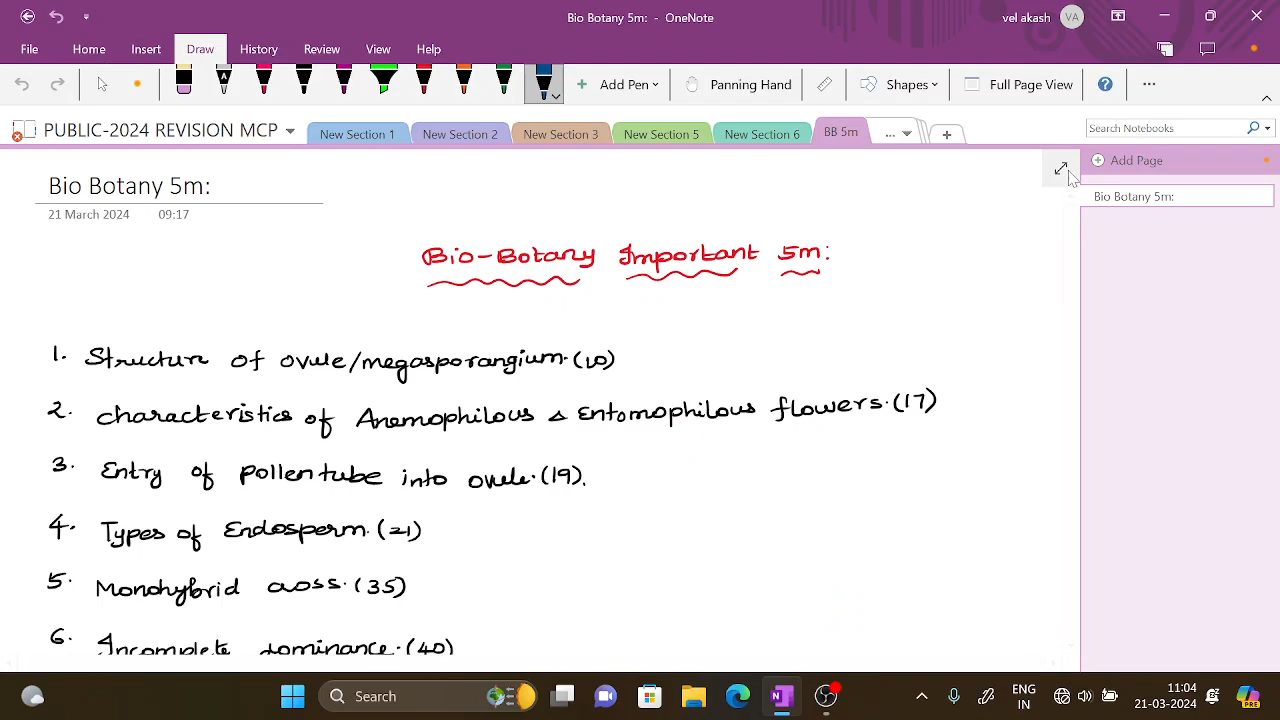 Bio Botany 5m: - OneNote
vel akash VA
File Home Insert Draw History Review View Help
A Add Pen Panning Hand Shapes Full Page View
PUBLIC-2024 REVISION MCP New Section 1 New Section 2 New Section 3 New Section 5 New Section 6 BB 5m ... Search Notebooks
Add Page
Bio Botany 5m:
Bio Botany 5m:
21 March 2024 09:17
Bio-Botany Important 5m:
1. Structure of ovule/megasporangium. (10)
2. characteristics of Anemophilous & Entomophilous flowers. (17)
3. Entry of pollen tube into ovule. (19).
4. Types of Endosperm. (21)
5. Monohybrid cross. (35)
6. Incomplete dominance. (40)
Search ENG 11:04
IN 21-03-2024 PRE